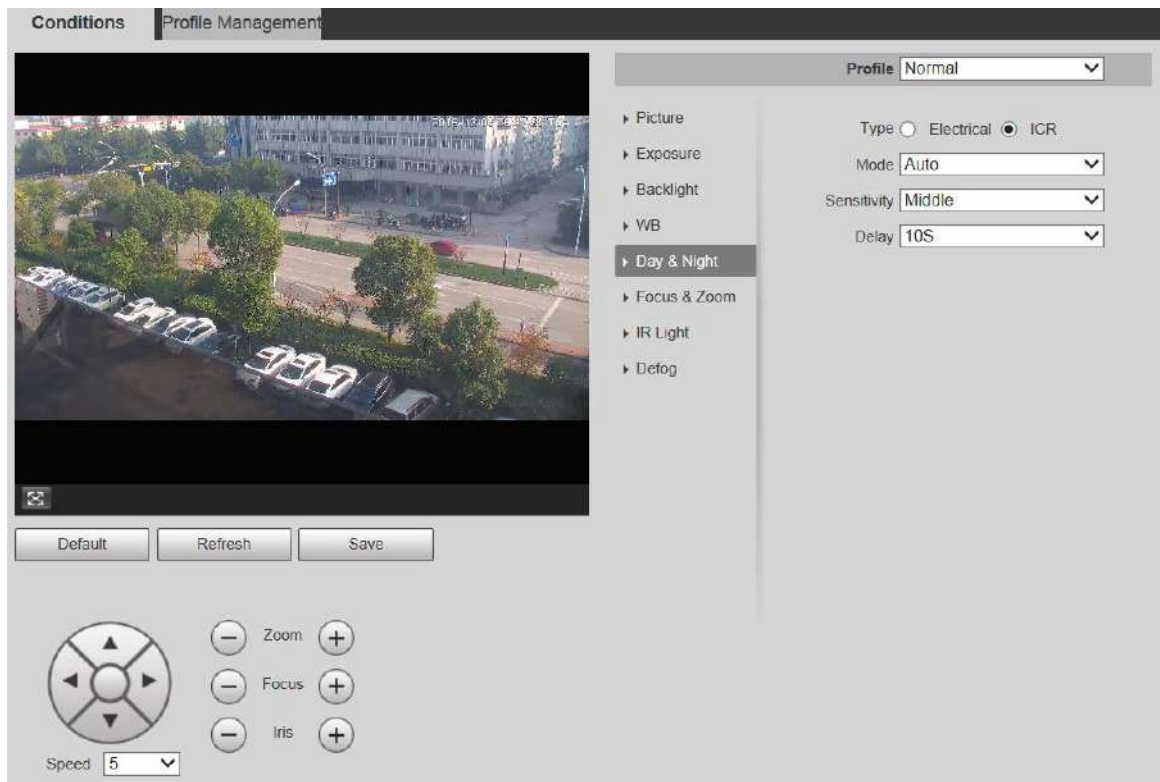 Conditions
Profile Management
Profile Normal
Picture
Exposure
Backlight
WB
Day & Night
Focus & Zoom
IR Light
Defog
Type Electrical ICR
Mode Auto
Sensitivity Middle
Delay 10S
Default
Refresh
Save
Zoom
Focus
Iris
Speed 5